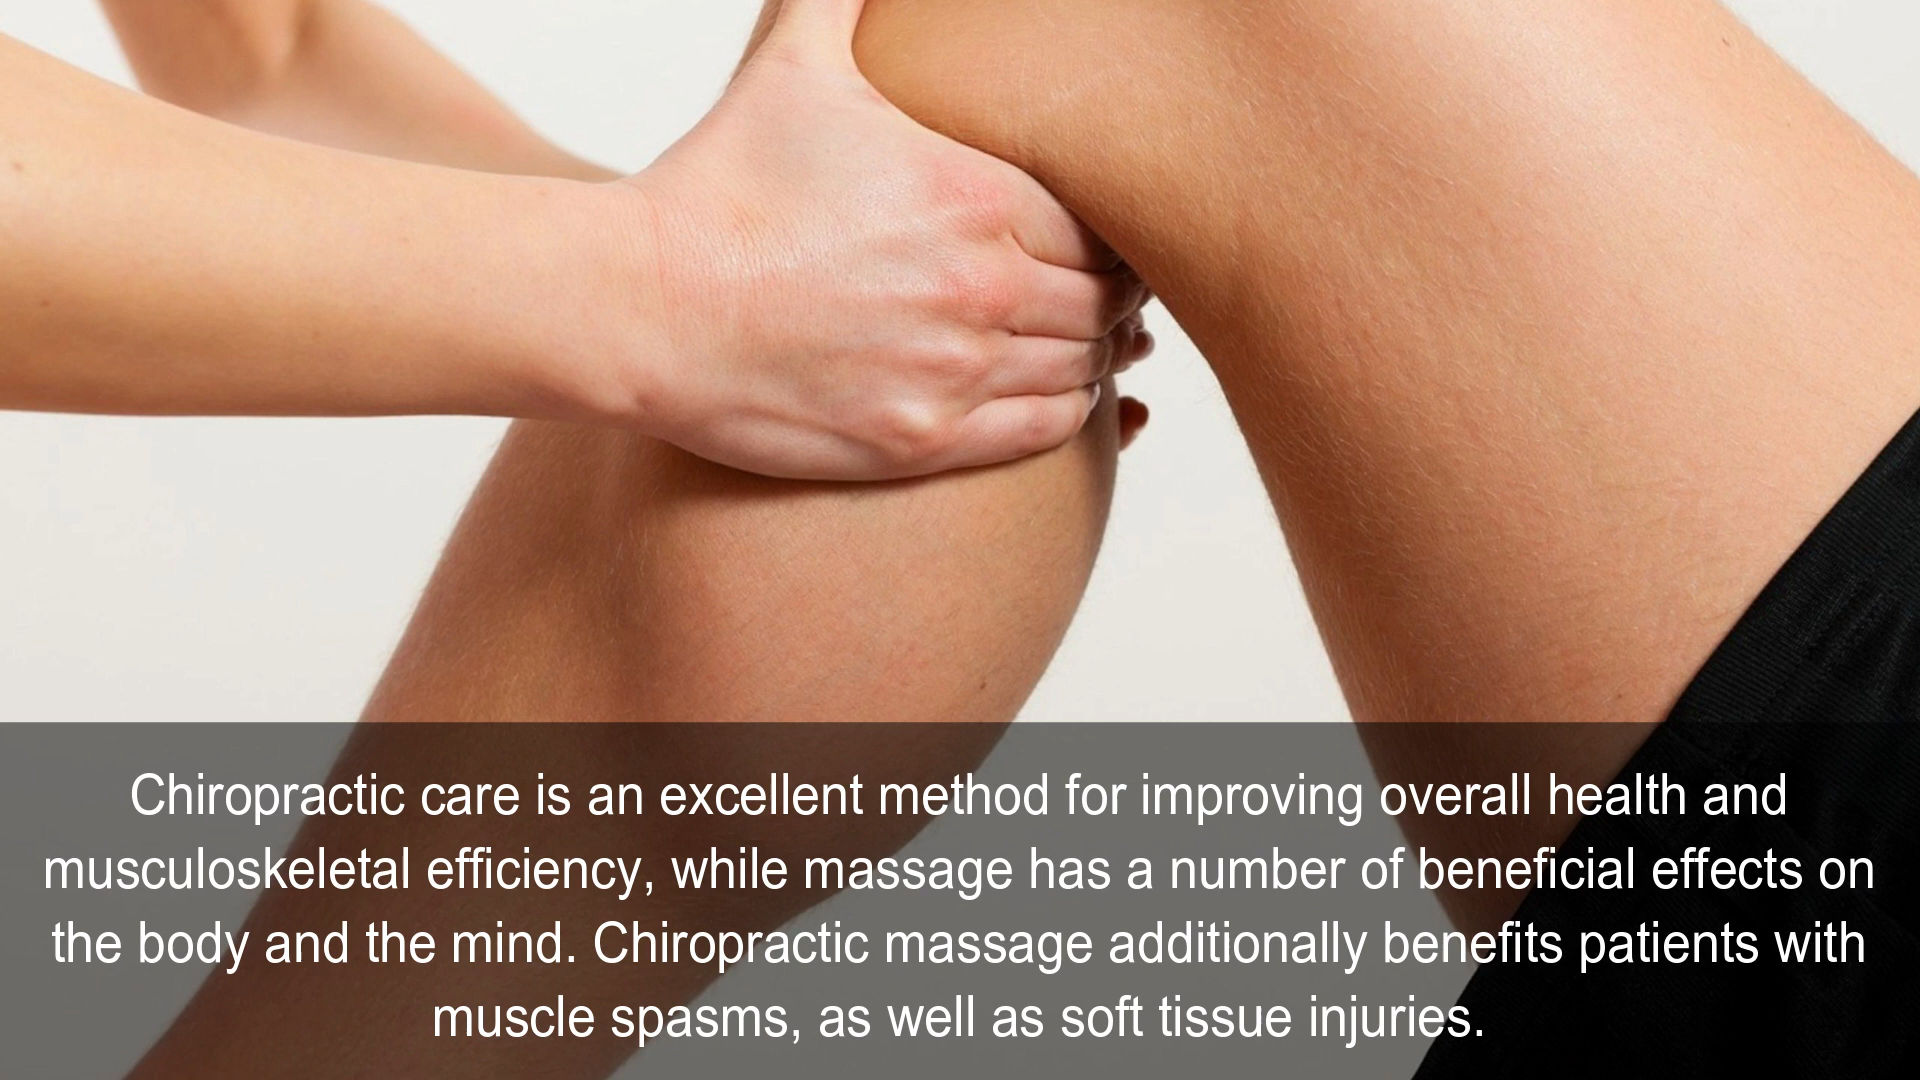 Chiropractic care is an excellent method for improving overall health and
musculoskeletal efficiency, while massage has a number of beneficial effects on
the body and the mind. Chiropractic massage additionally benefits patients with
muscle spasms, as well as soft tissue injuries.